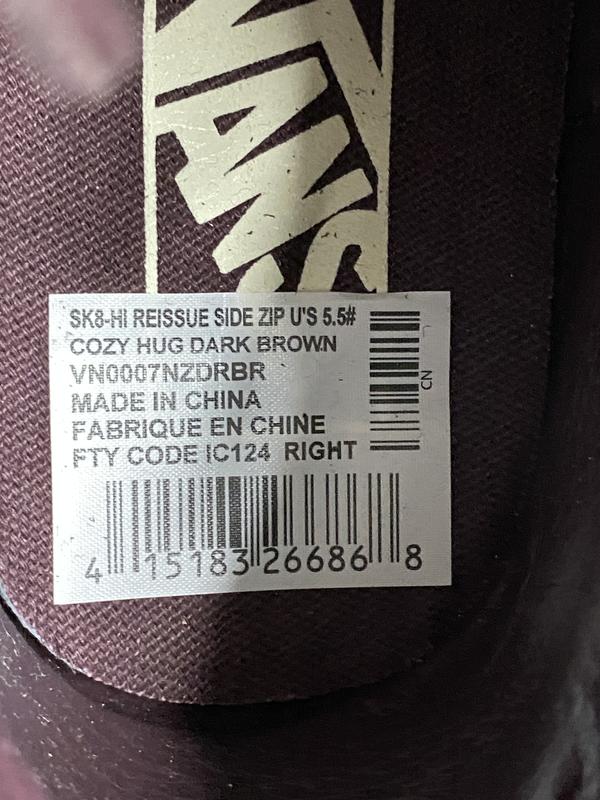 VANS
SK8-HI REISSUE SIDE ZIP U'S 5.5#
COZY HUG DARK BROWN
VN0007NZDRBR
MADE IN CHINA
FABRIQUE EN CHINE
FTY CODE IC124 RIGHT
CN
4 15183 26686 8